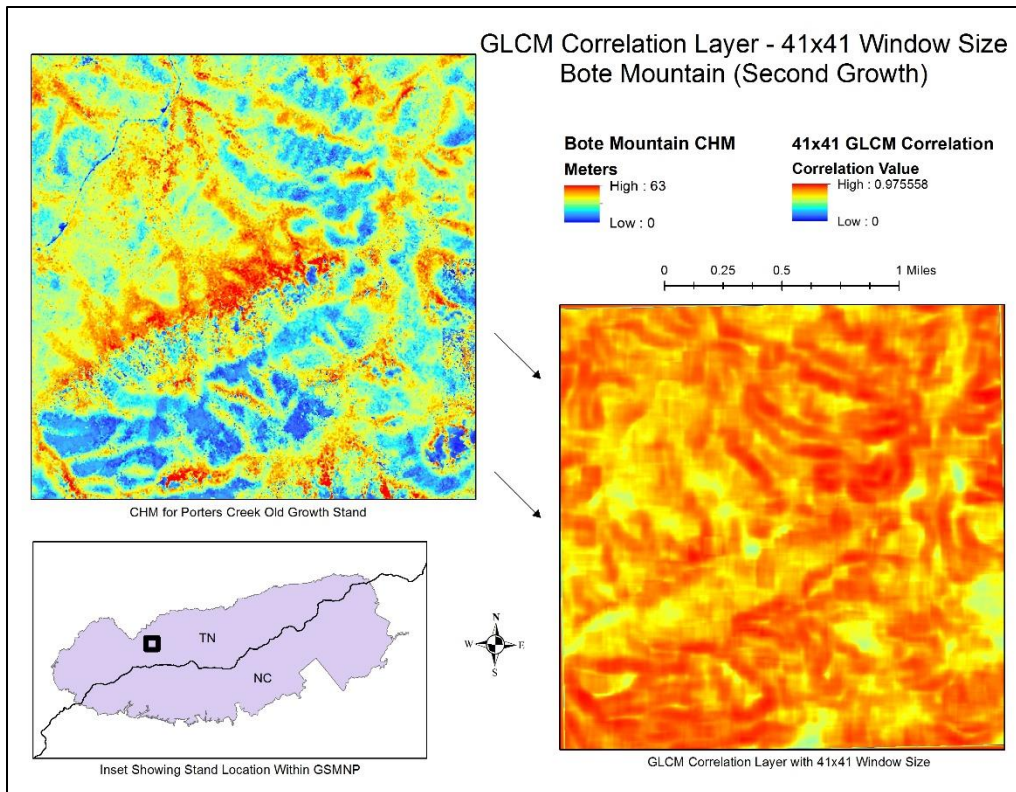 GLCM Correlation Layer - 41x41 Window Size
Bote Mountain (Second Growth)
Bote Mountain CHM
Meters
High : 63
Low : 0
41x41 GLCM Correlation
Correlation Value
High : 0.975558
Low : 0
0 0.25 0.5 1 Miles
CHM for Porters Creek Old Growth Stand
TN
NC
Inset Showing Stand Location Within GSMNP
N
W E
S
GLCM Correlation Layer with 41x41 Window Size